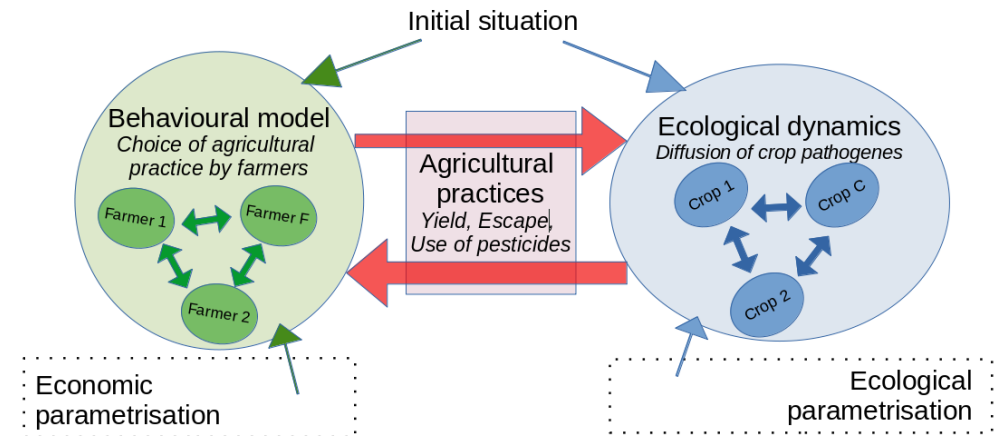 Initial situation
Behavioural model
Choice of agricultural
practice by farmers
Farmer 1
Farmer F
Farmer 2
Agricultural
practices
Yield, Escape,
Use of pesticides
Ecological dynamics
Diffusion of crop pathogenes
Crop 1
Crop C
Crop 2
Economic
parametrisation
Ecological
parametrisation